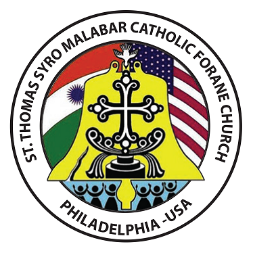 ST. THOMAS SYRO MALABAR CATHOLIC FORANE CHURCH
PHILADELPHIA -USA